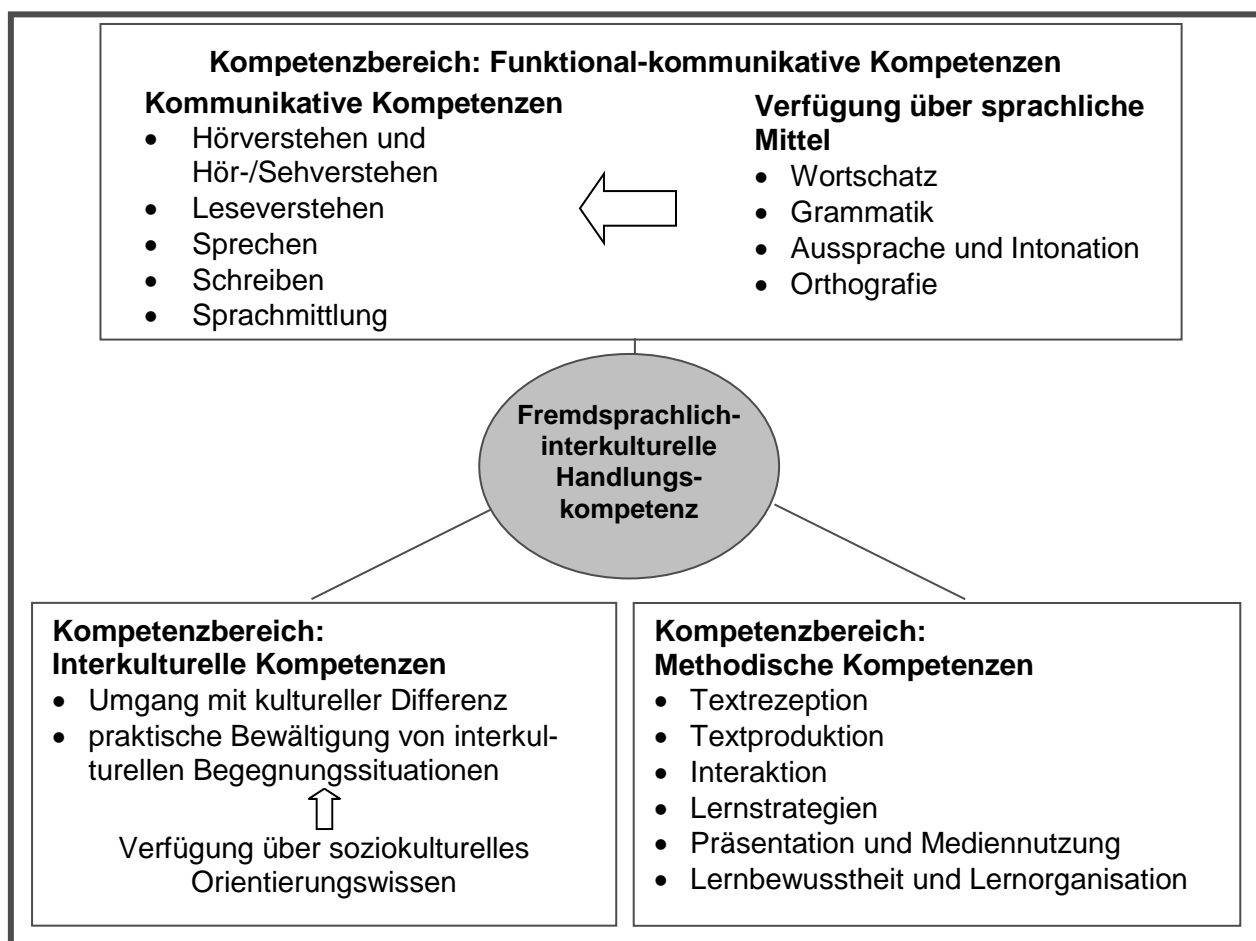 Kompetenzbereich: Funktional-kommunikative Kompetenzen
Kommunikative Kompetenzen
• Hörverstehen und
Hör-/Sehverstehen
• Leseverstehen
• Sprechen
• Schreiben
• Sprachmittlung
Verfügung über sprachliche
Mittel
• Wortschatz
• Grammatik
• Aussprache und Intonation
• Orthografie
Fremdsprachlich-
interkulturelle
Handlungs-
kompetenz
Kompetenzbereich:
Interkulturelle Kompetenzen
• Umgang mit kultureller Differenz
• praktische Bewältigung von interkul-
turellen Begegnungssituationen
Verfügung über soziokulturelles
Orientierungswissen
Kompetenzbereich:
Methodische Kompetenzen
• Textrezeption
• Textproduktion
• Interaktion
• Lernstrategien
• Präsentation und Mediennutzung
• Lernbewusstheit und Lernorganisation